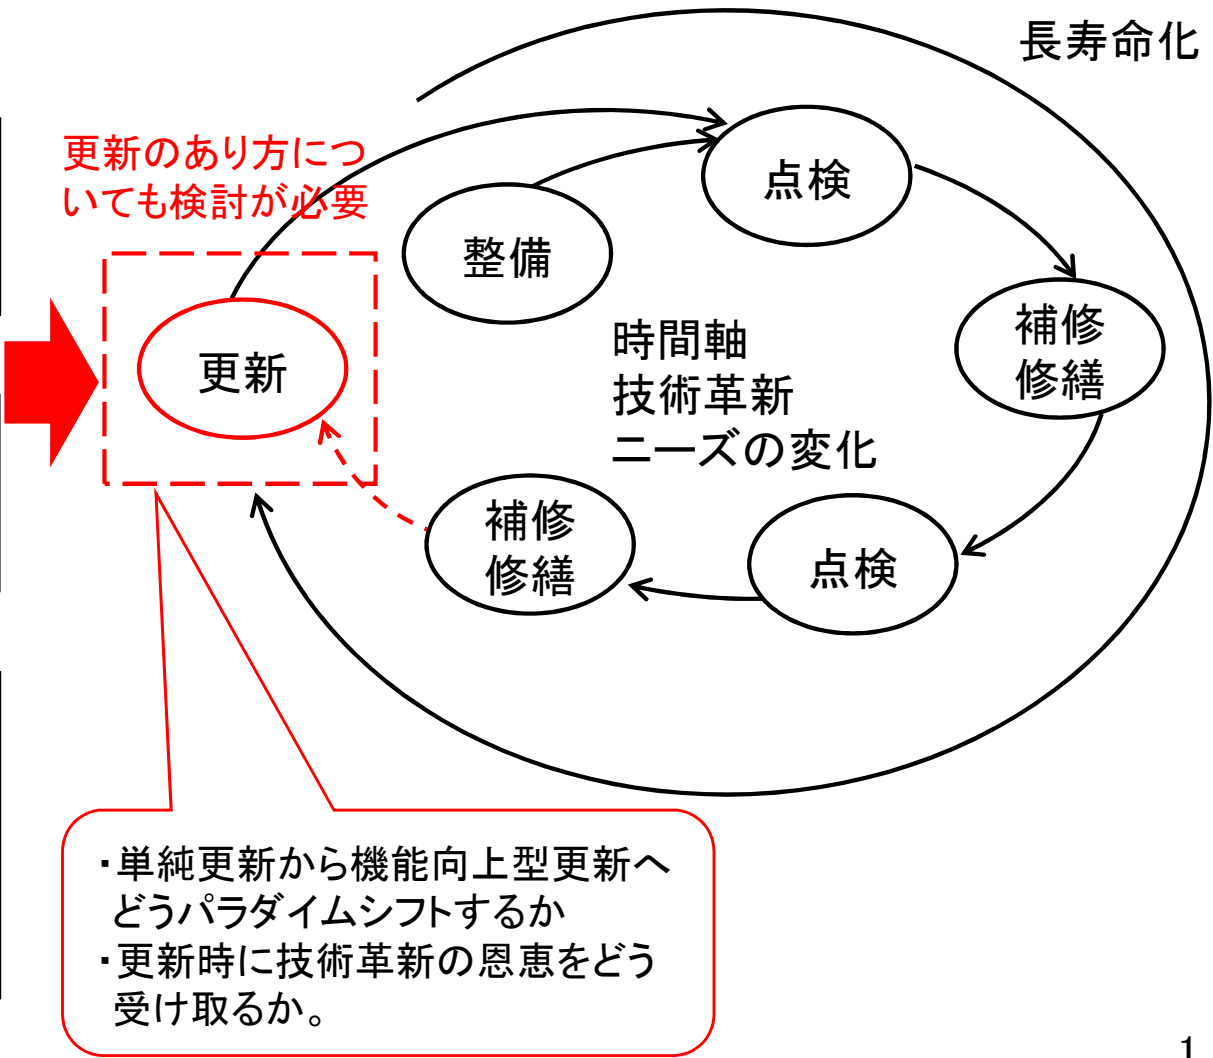 長寿命化
更新のあり方につ
いても検討が必要
点検
整備
補修
修繕
時間軸
技術革新
ニーズの変化
更新
補修
修繕
点検
・単純更新から機能向上型更新へ
どうパラダイムシフトするか
・更新時に技術革新の恩恵をどう
受け取るか。
1